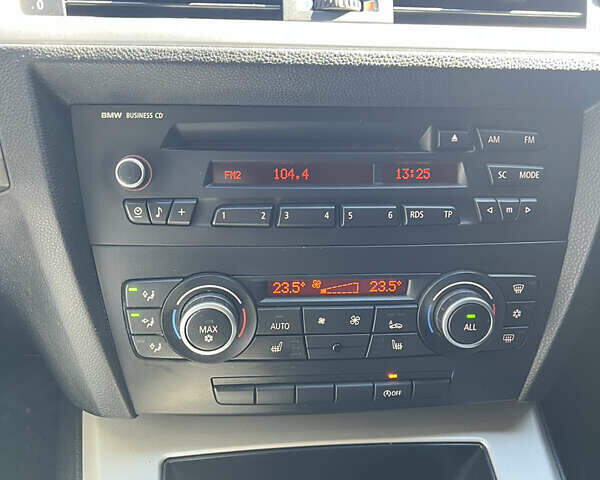 .0
BMW BUSINESS CD
AM FM
FM2 104.4 13:25
SC MODE
1 2 3 4 5 6 RDS TP
m
23.5° 23.5°
MAX AUTO ALL
OFF